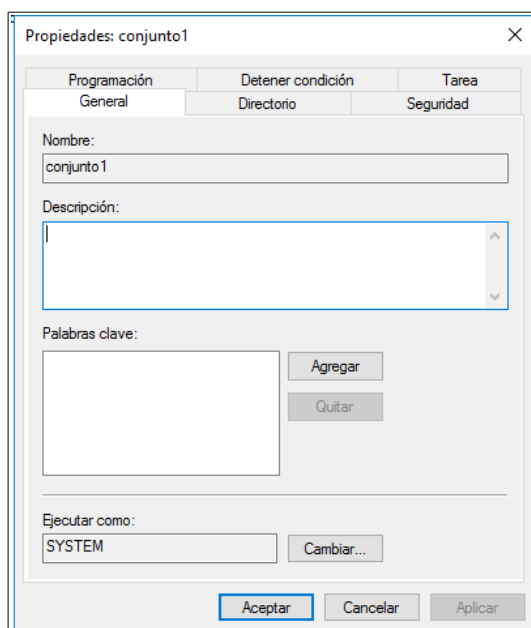 Propiedades: conjunto1
Programación Detener condición Tarea
General Directorio Seguridad
Nombre:
conjunto1
Descripción:
Palabras clave:
Agregar
Quitar
Ejecutar como:
SYSTEM Cambiar...
Aceptar Cancelar Aplicar